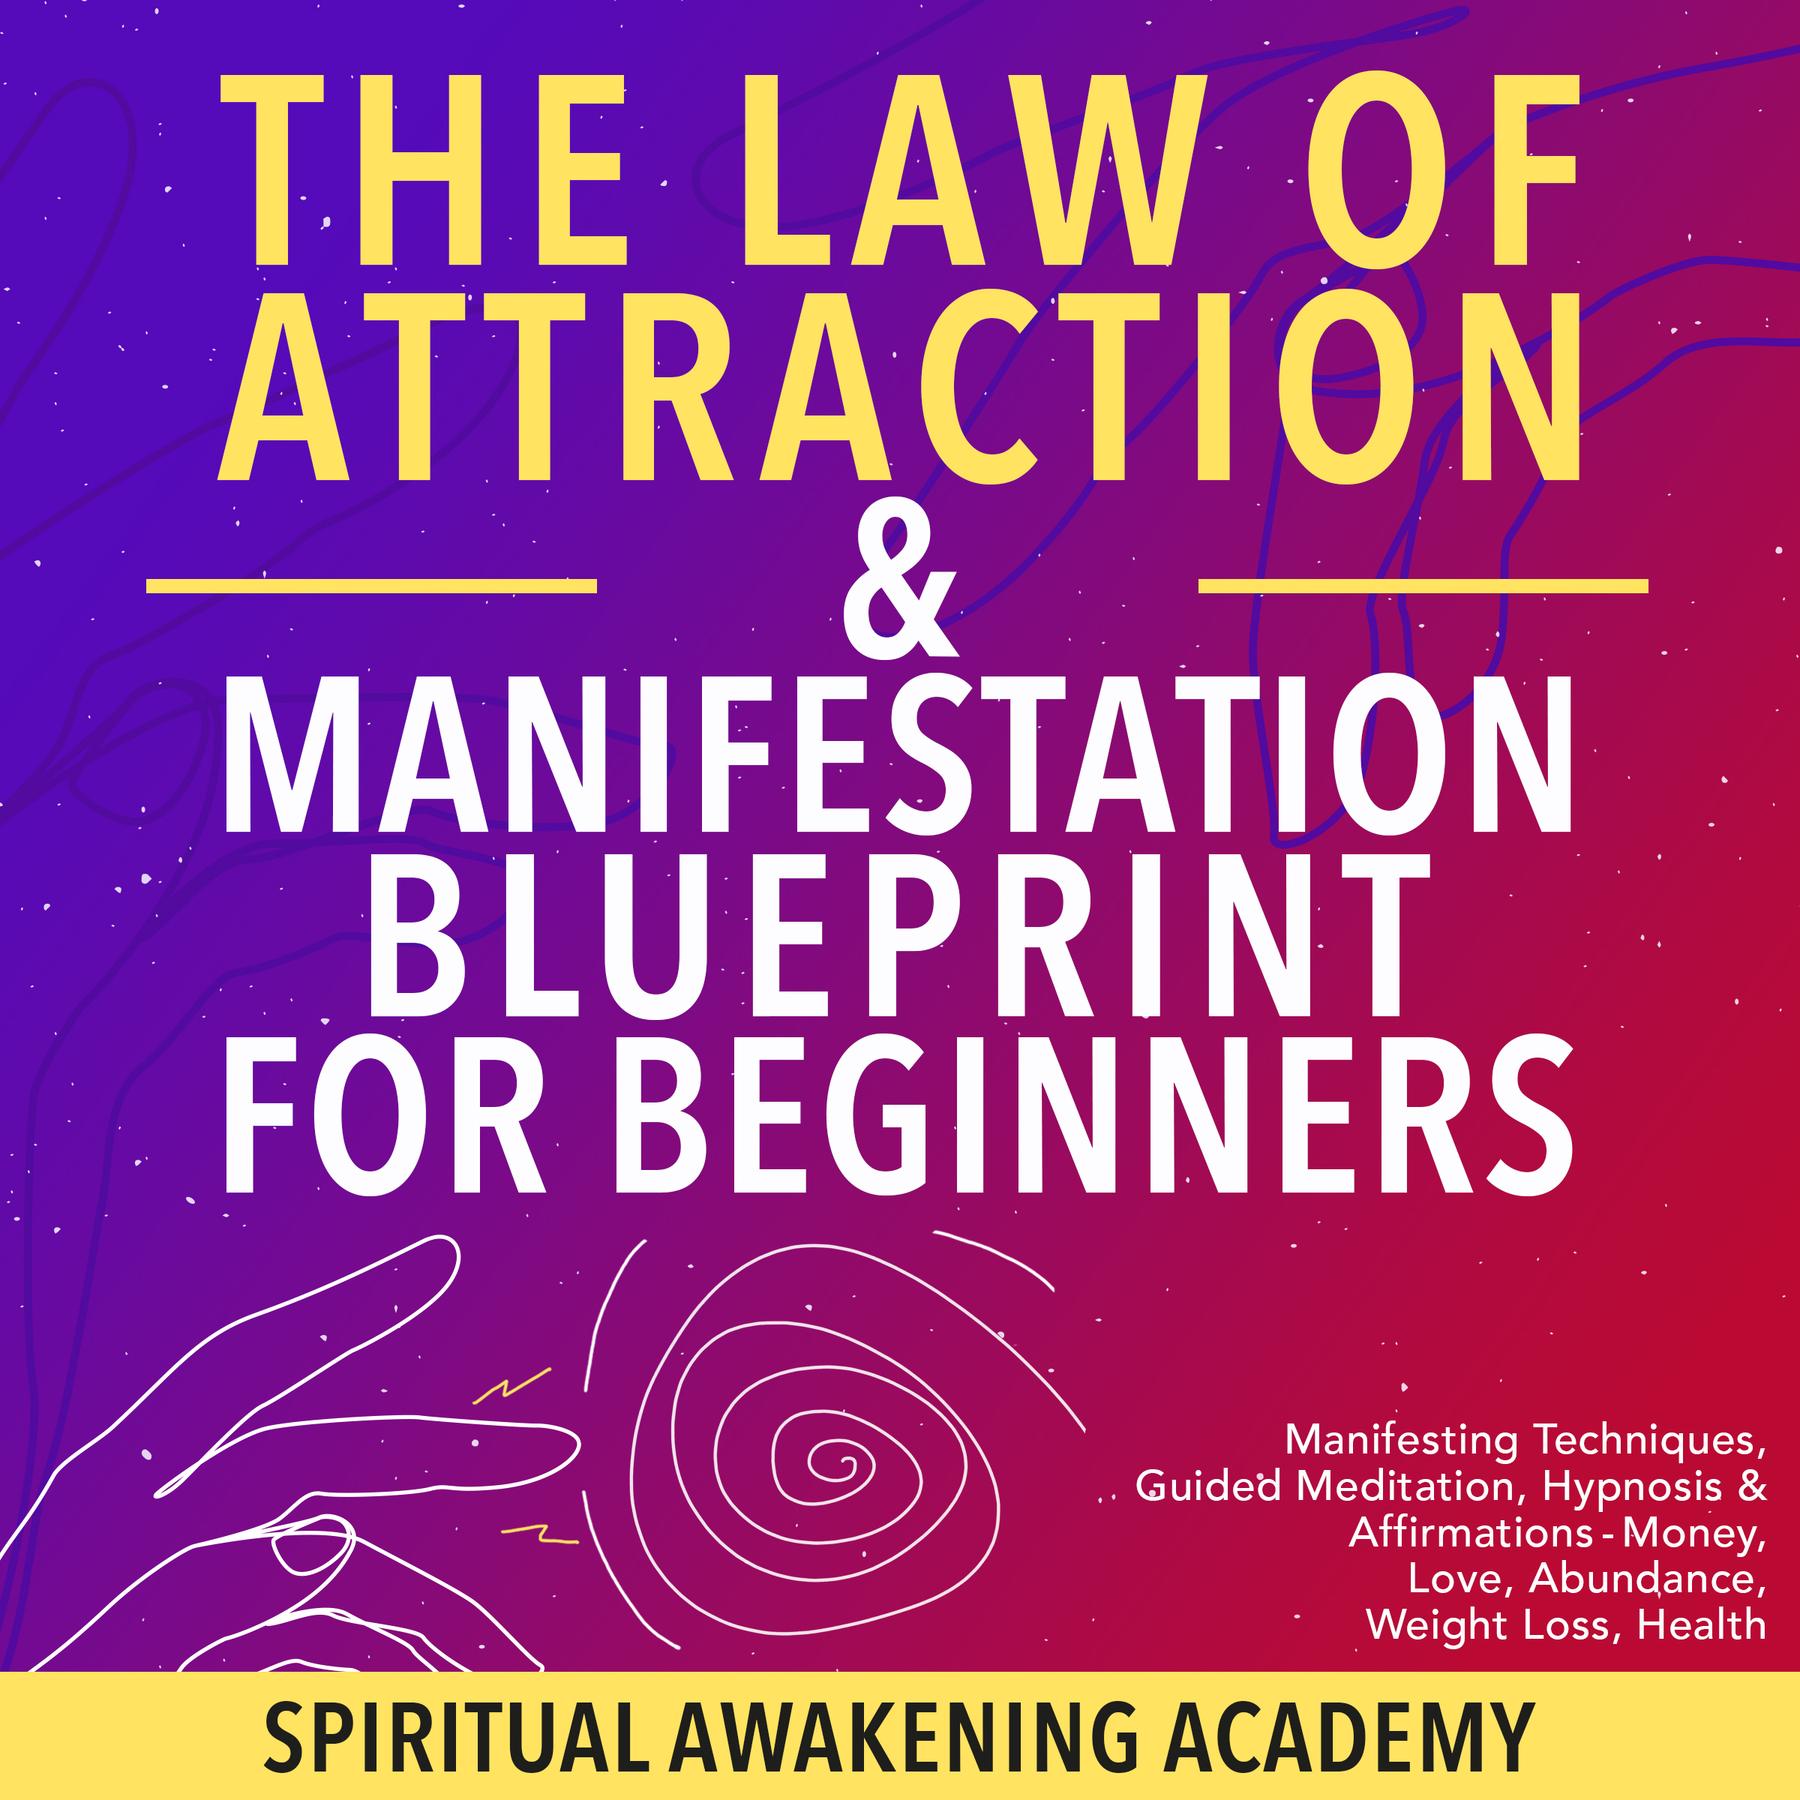 THE LAW OF
ATTRACTION
&
MANIFESTATION
BLUEPRINT
FOR BEGINNERS
Manifesting Techniques,
Guided Meditation, Hypnosis &
Affirmations - Money,
Love, Abundance,
Weight Loss, Health
SPIRITUAL AWAKENING ACADEMY